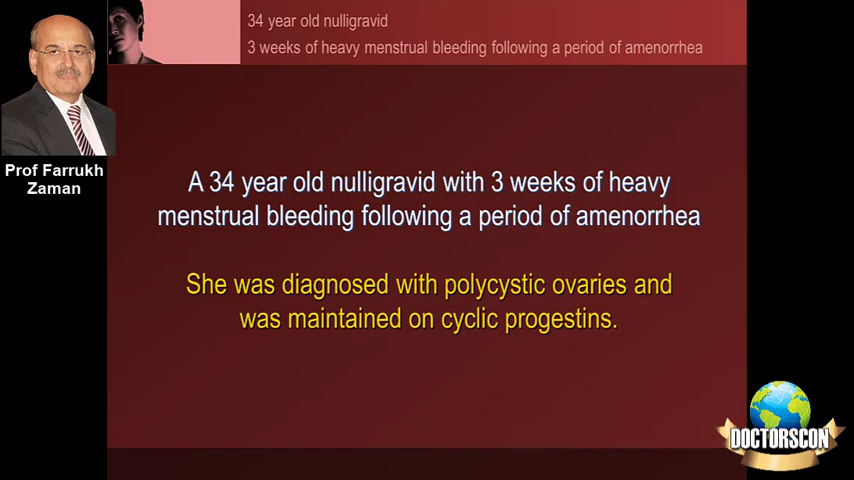 34 year old nulligravid
3 weeks of heavy menstrual bleeding following a period of amenorrhea
Prof Farrukh
Zaman
A 34 year old nulligravid with 3 weeks of heavy
menstrual bleeding following a period of amenorrhea
She was diagnosed with polycystic ovaries and
was maintained on cyclic progestins.
DOCTORSCON